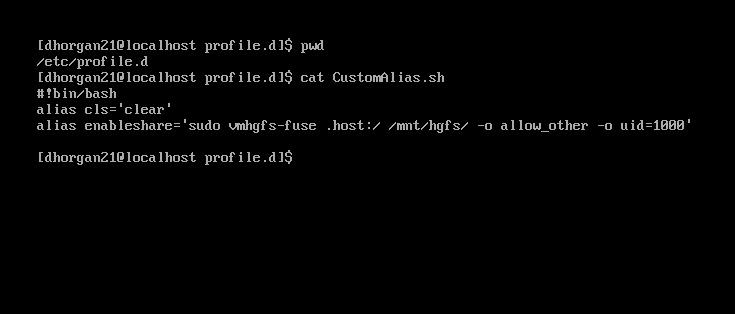 [dhorgan21@localhost profile.d]$ pwd
/etc/profile.d
[dhorgan21@localhost profile.d]$ cat CustomAlias.sh
#!bin/bash
alias cls='clear'
alias enableshare='sudo vmhgfs-fuse .host:/ /mnt/hgfs/ -o allow_other -o uid=1000'
[dhorgan21@localhost profile.d]$